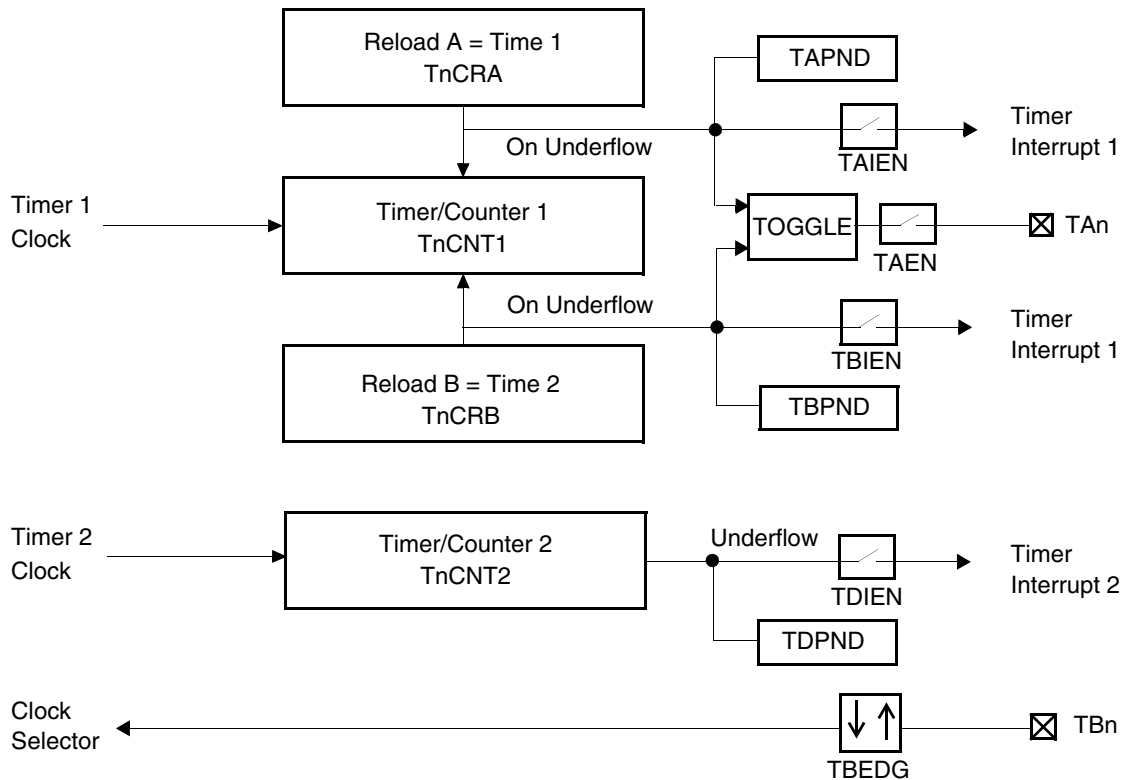 Reload A = Time 1
TnCRA
TAPND
On Underflow
TAIEN
Timer
Interrupt 1
Timer 1
Clock
Timer/Counter 1
TnCNT1
TOGGLE
TAEN
TAn
On Underflow
TBIEN
Timer
Interrupt 1
Reload B = Time 2
TnCRB
TBPND
Timer 2
Clock
Timer/Counter 2
TnCNT2
Underflow
TDIEN
Timer
Interrupt 2
TDPND
Clock
Selector
TBEDG
TBn